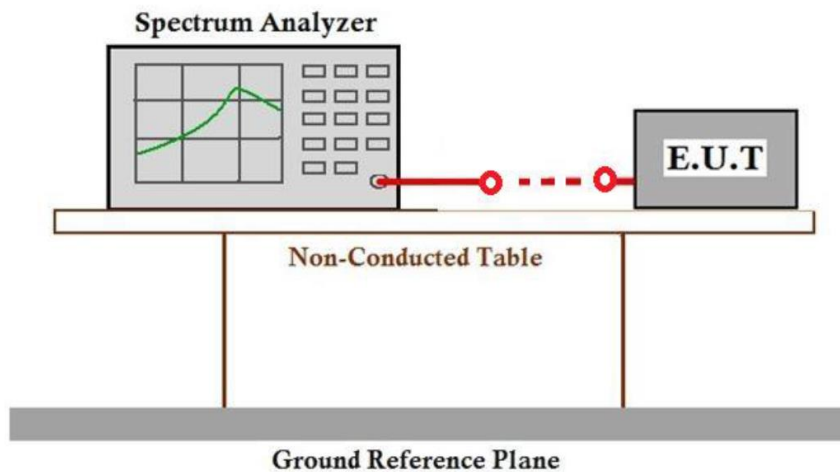 Spectrum Analyzer
E.U.T
Non-Conducted Table
Ground Reference Plane